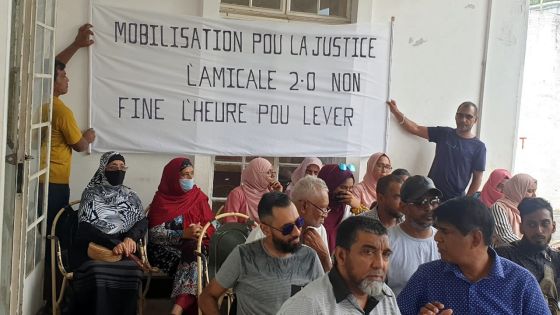 MOBILISATION POU LA JUSTICE
L'AMICALE 2.0 NON
FINE L'HEURE POU LEVER